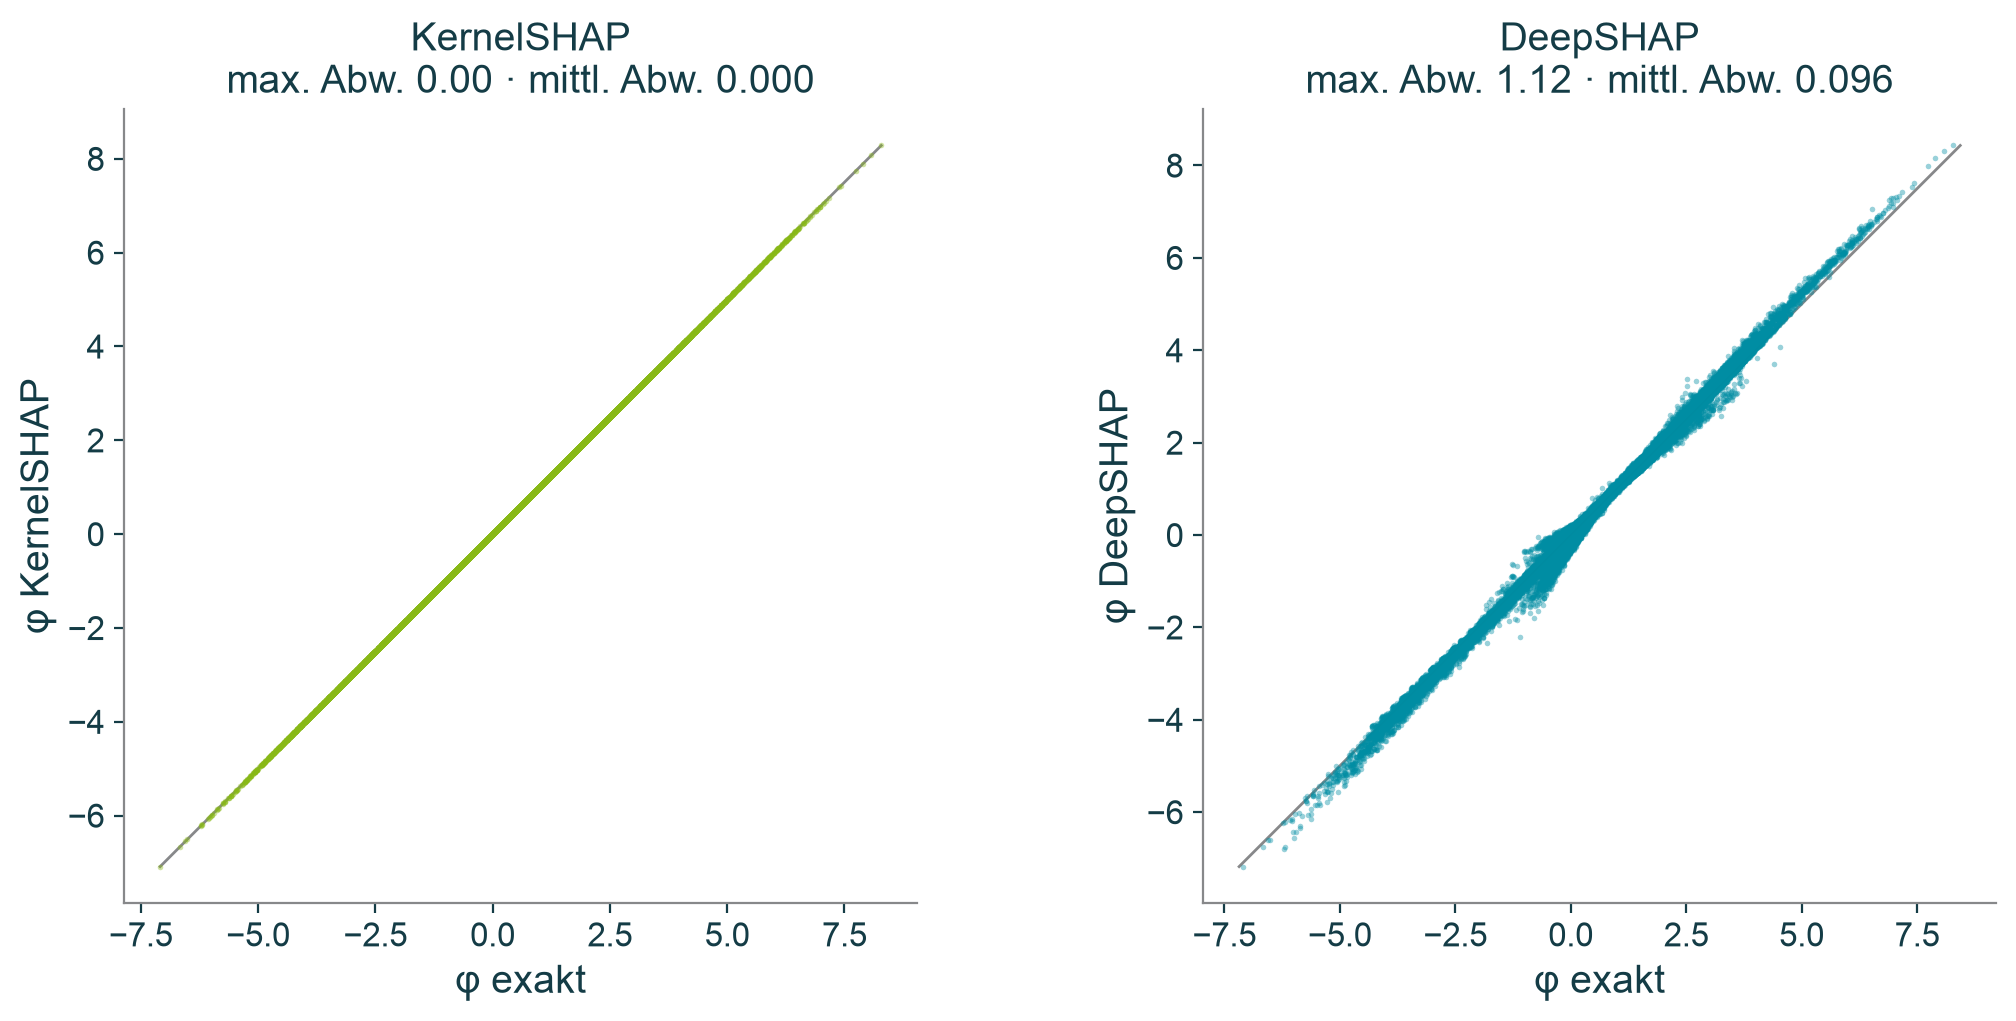 KernelSHAP
max. Abw. 0.00 · mittl. Abw. 0.000
φ KernelSHAP
8
6
4
2
0
−2
−4
−6
−7.5 −5.0 −2.5 0.0 2.5 5.0 7.5
φ exakt
DeepSHAP
max. Abw. 1.12 · mittl. Abw. 0.096
φ DeepSHAP
8
6
4
2
0
−2
−4
−6
−7.5 −5.0 −2.5 0.0 2.5 5.0 7.5
φ exakt